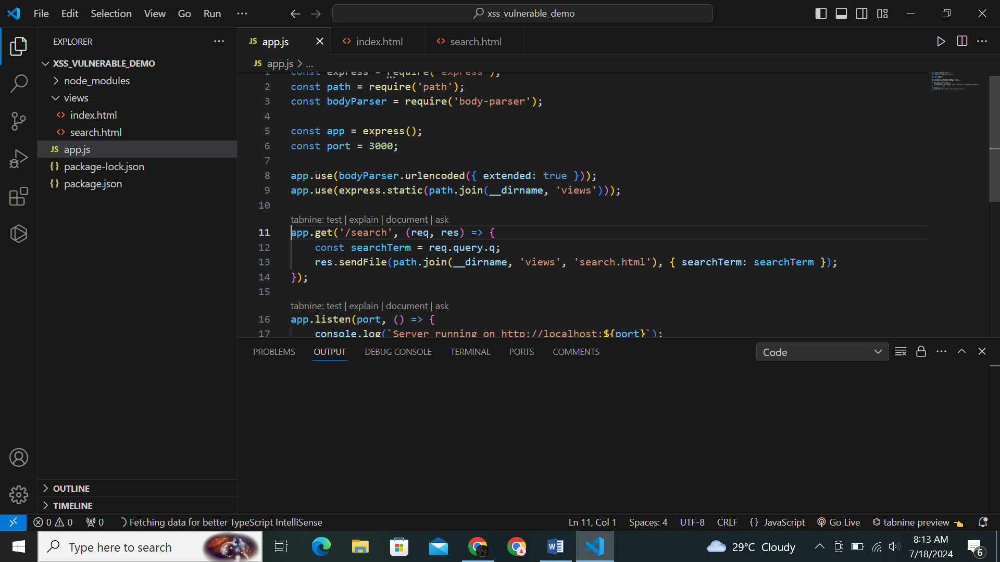 File Edit Selection View Go Run ···
xss_vulnerable_demo
EXPLORER
XSS_VULNERABLE_DEMO
node_modules
views
index.html
search.html
JS app.js
{} package-lock.json
{} package.json
OUTLINE
TIMELINE
JS app.js
index.html
search.html
JS app.js > ...
1 const express = require('express');
2 const path = require('path');
3 const bodyParser = require('body-parser');
4
5 const app = express();
6 const port = 3000;
7
8 app.use(bodyParser.urlencoded({ extended: true }));
9 app.use(express.static(path.join(__dirname, 'views')));
10
tabnine: test | explain | document | ask
11 app.get('/search', (req, res) => {
12 const searchTerm = req.query.q;
13 res.sendFile(path.join(__dirname, 'views', 'search.html'), { searchTerm: searchTerm });
14 });
15
tabnine: test | explain | document | ask
16 app.listen(port, () => {
17 console.log(`Server running on http://localhost:${port}`);
PROBLEMS OUTPUT DEBUG CONSOLE TERMINAL PORTS COMMENTS
Code
0 0 0 Fetching data for better TypeScript IntelliSense
Ln 11, Col 1 Spaces: 4 UTF-8 CRLF {} JavaScript Go Live tabnine preview
Type here to search
29°C Cloudy
8:13 AM
7/18/2024
6